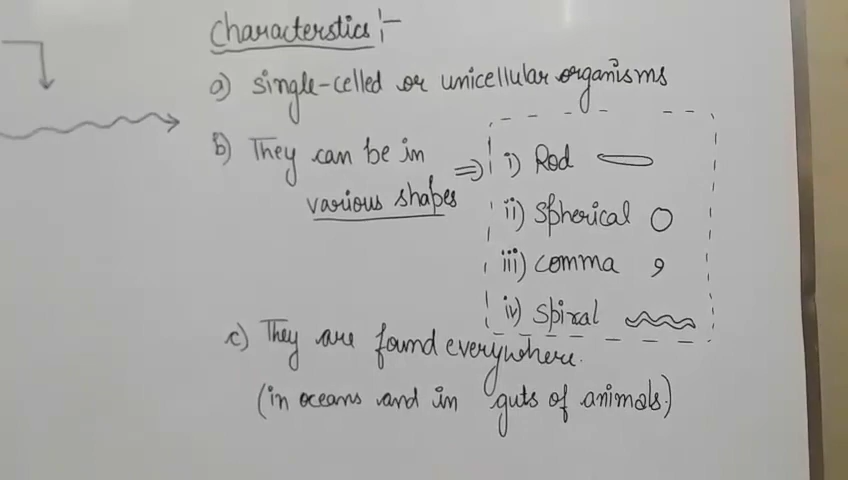 Characterstics :-
a) single-celled or unicellular organisms
b) They can be in
various shapes ⇒
i) Rod
ii) Spherical
iii) comma
iv) spiral
c) They are found everywhere.
(in oceans and in guts of animals.)